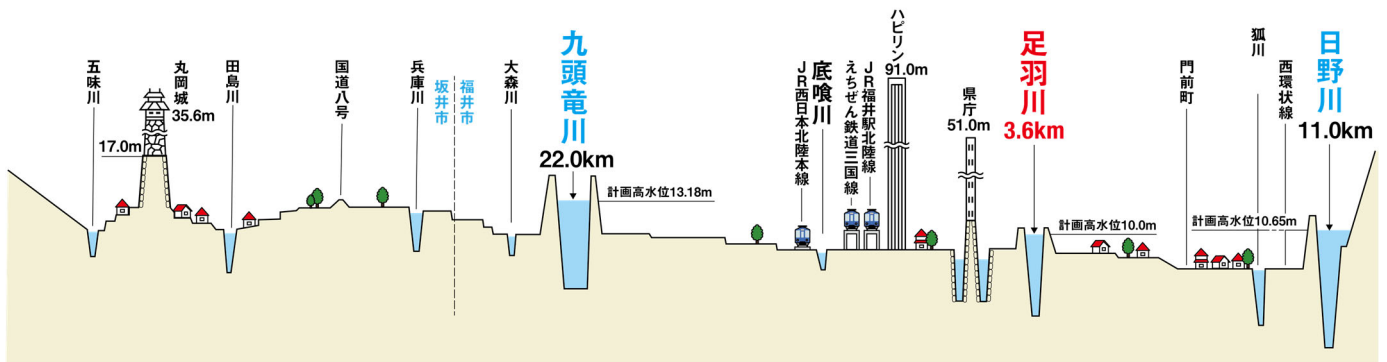 五味川
丸岡城
35.6m
17.0m
田島川
国道八号
兵庫川
坂井市
福井市
大森川
九頭竜川
22.0km
計画高水位13.18m
JR西日本北陸本線
底喰川
えちぜん鉄道三国線
JR福井駅北陸線
ハピリン
91.0m
県庁
51.0m
足羽川
3.6km
計画高水位10.0m
門前町
狐川
西環状線
計画高水位10.65m
日野川
11.0km